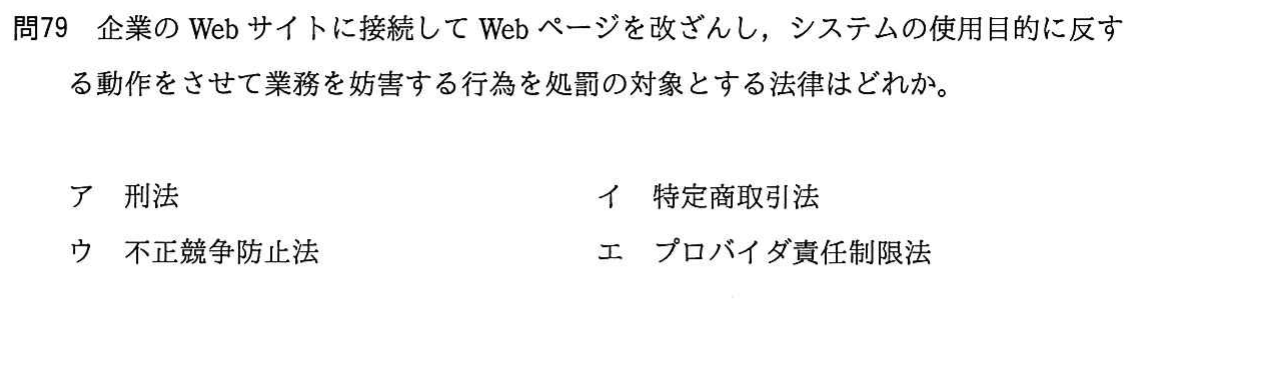 問79 企業の Web サイトに接続して Web ページを改ざんし，システムの使用目的に反す
る動作をさせて業務を妨害する行為を処罰の対象とする法律はどれか。
ア 刑法 イ 特定商取引法
ウ 不正競争防止法 エ プロバイダ責任制限法